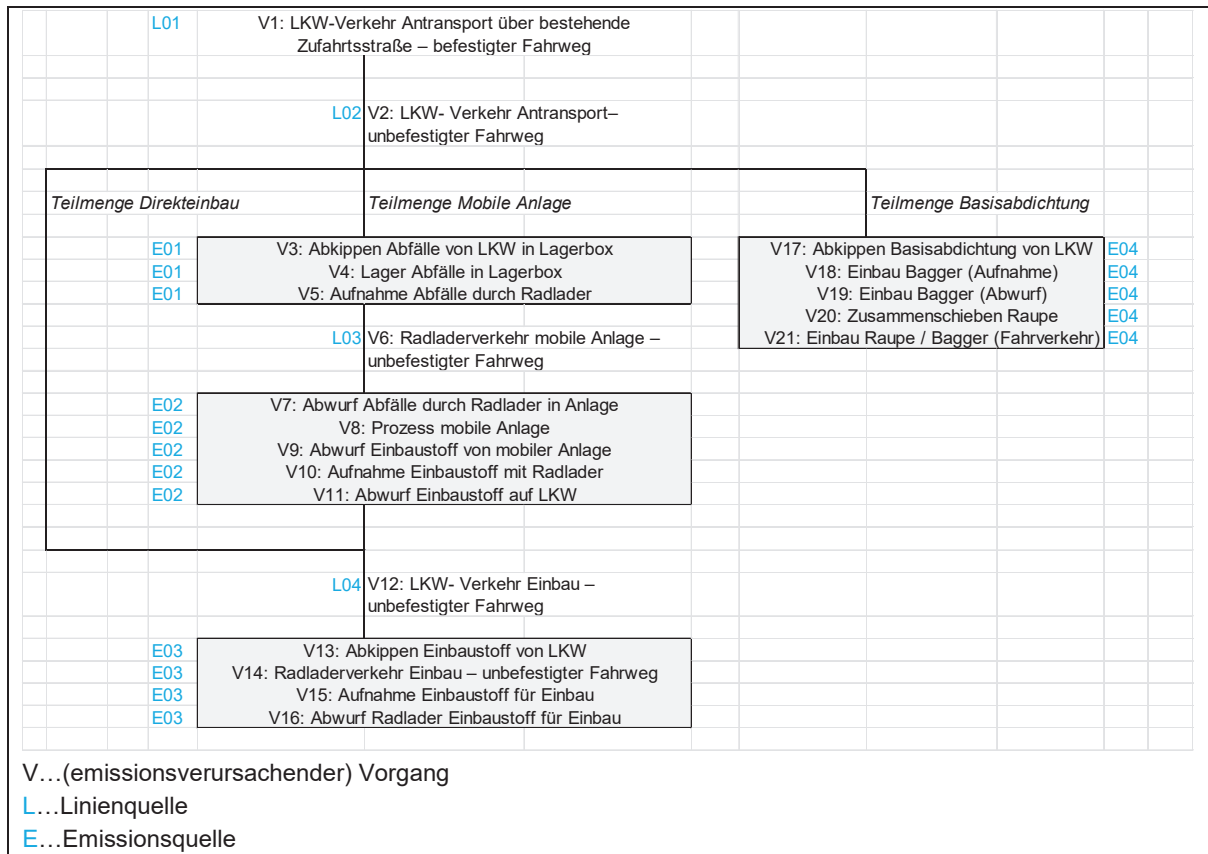 L01 V1: LKW-Verkehr Antransport über bestehende
Zufahrtsstraße – befestigter Fahrweg
L02 V2: LKW- Verkehr Antransport–
unbefestigter Fahrweg
Teilmenge Direkteinbau Teilmenge Mobile Anlage Teilmenge Basisabdichtung
E01 V3: Abkippen Abfälle von LKW in Lagerbox V17: Abkippen Basisabdichtung von LKW E04
E01 V4: Lager Abfälle in Lagerbox V18: Einbau Bagger (Aufnahme) E04
E01 V5: Aufnahme Abfälle durch Radlader V19: Einbau Bagger (Abwurf) E04
V20: Zusammenschieben Raupe E04
L03 V6: Radladerverkehr mobile Anlage – V21: Einbau Raupe / Bagger (Fahrverkehr) E04
unbefestigter Fahrweg
E02 V7: Abwurf Abfälle durch Radlader in Anlage
E02 V8: Prozess mobile Anlage
E02 V9: Abwurf Einbaustoff von mobiler Anlage
E02 V10: Aufnahme Einbaustoff mit Radlader
E02 V11: Abwurf Einbaustoff auf LKW
L04 V12: LKW- Verkehr Einbau –
unbefestigter Fahrweg
E03 V13: Abkippen Einbaustoff von LKW
E03 V14: Radladerverkehr Einbau – unbefestigter Fahrweg
E03 V15: Aufnahme Einbaustoff für Einbau
E03 V16: Abwurf Radlader Einbaustoff für Einbau
V…(emissionsverursachender) Vorgang
L…Linienquelle
E…Emissionsquelle